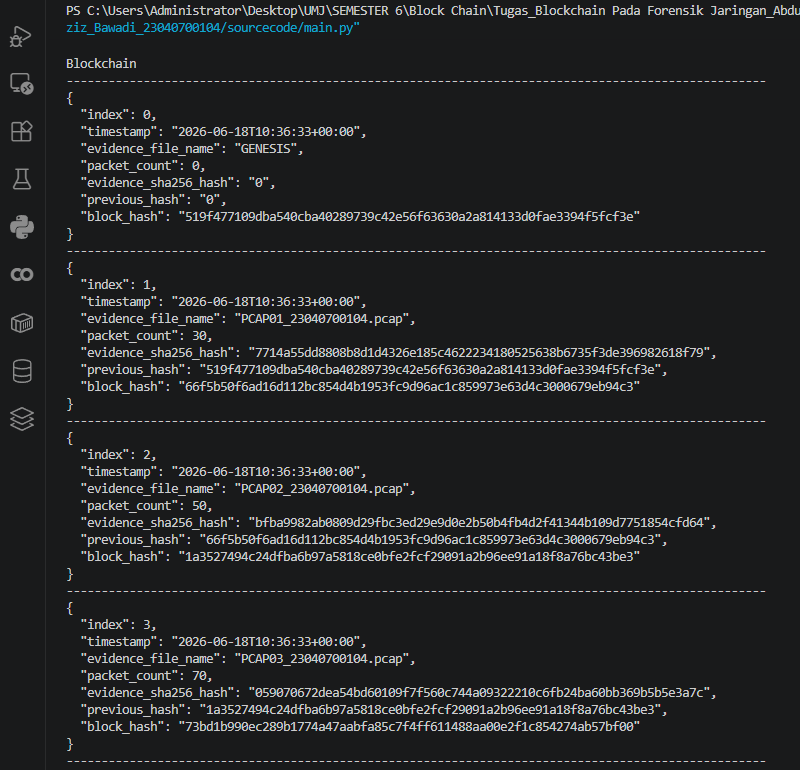 PS C:\Users\Administrator\Desktop\UMJ\SEMESTER 6\Block Chain\Tugas_Blockchain Pada Forensik Jaringan_Abdu
ziz_Bawadi_23040700104/sourcecode/main.py"
Blockchain
--------------------------------------------------------------------------------
{
  "index": 0,
  "timestamp": "2026-06-18T10:36:33+00:00",
  "evidence_file_name": "GENESIS",
  "packet_count": 0,
  "evidence_sha256_hash": "0",
  "previous_hash": "0",
  "block_hash": "519f477109dba540cba40289739c42e56f63630a2a814133d0fae3394f5fcf3e"
}
--------------------------------------------------------------------------------
{
  "index": 1,
  "timestamp": "2026-06-18T10:36:33+00:00",
  "evidence_file_name": "PCAP01_23040700104.pcap",
  "packet_count": 30,
  "evidence_sha256_hash": "7714a55dd8808b8d1d4326e185c4622234180525638b6735f3de396982618f79",
  "previous_hash": "519f477109dba540cba40289739c42e56f63630a2a814133d0fae3394f5fcf3e",
  "block_hash": "66f5b50f6ad16d112bc854d4b1953fc9d96ac1c859973e63d4c3000679eb94c3"
}
--------------------------------------------------------------------------------
{
  "index": 2,
  "timestamp": "2026-06-18T10:36:33+00:00",
  "evidence_file_name": "PCAP02_23040700104.pcap",
  "packet_count": 50,
  "evidence_sha256_hash": "bfba9982ab0809d29fbc3ed29e9d0e2b50b4fb4d2f41344b109d7751854cfd64",
  "previous_hash": "66f5b50f6ad16d112bc854d4b1953fc9d96ac1c859973e63d4c3000679eb94c3",
  "block_hash": "1a3527494c24dfba6b97a5818ce0bfe2fcf29091a2b96ee91a18f8a76bc43be3"
}
--------------------------------------------------------------------------------
{
  "index": 3,
  "timestamp": "2026-06-18T10:36:33+00:00",
  "evidence_file_name": "PCAP03_23040700104.pcap",
  "packet_count": 70,
  "evidence_sha256_hash": "059070672dea54bd60109f7f560c744a09322210c6fb24ba60bb369b5b5e3a7c",
  "previous_hash": "1a3527494c24dfba6b97a5818ce0bfe2fcf29091a2b96ee91a18f8a76bc43be3",
  "block_hash": "73bd1b990ec289b1774a47aabfa85c7f4ff611488aa00e2f1c854274ab57bf00"
}
--------------------------------------------------------------------------------